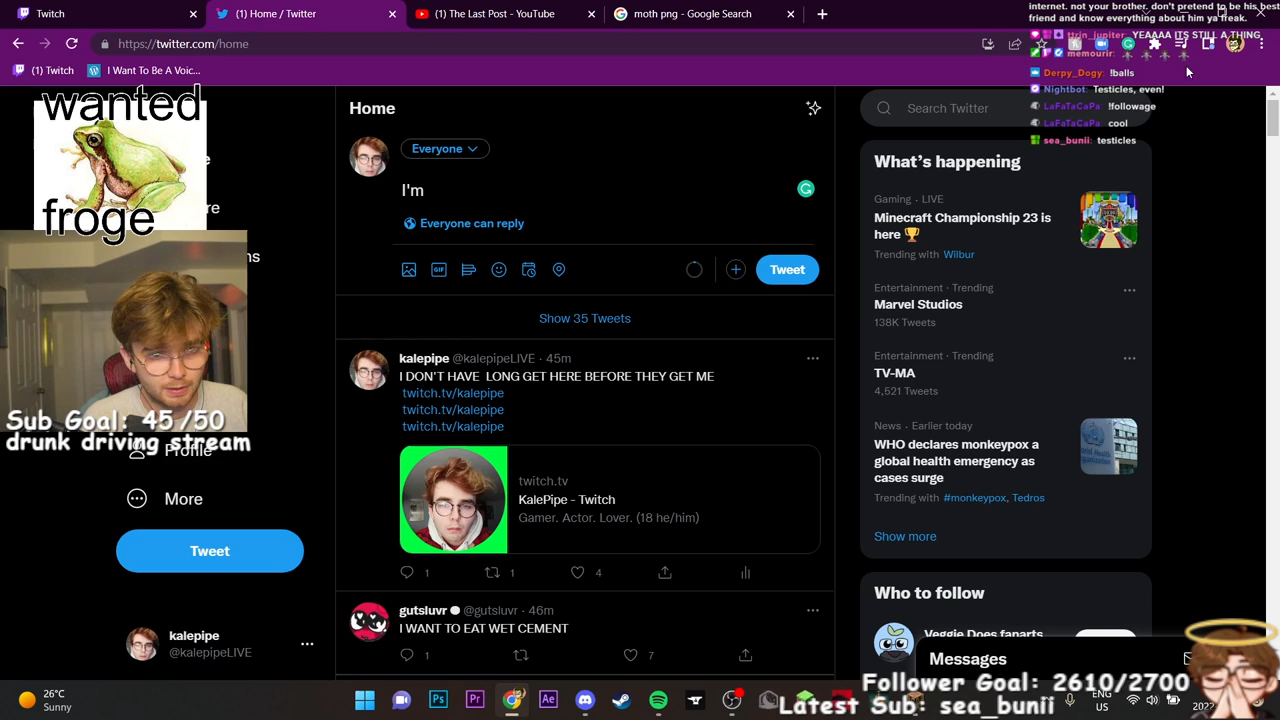 Twitch
(1) Home / Twitter
(1) The Last Post - YouTube
moth png - Google Search
internet. not your brother. don't pretend to be his best
friend and know everything about him ya freak.
ttrin_jupiter: YEAAAA ITS STILL A THING
memourir:
Derpy_Dogy: !balls
Nightbot: Testicles, even!
LaFaTaCaPa: !followage
LaFaTaCaPa: cool
sea_bunii: testicles
https://twitter.com/home
(1) Twitch
I Want To Be A Voic...
wanted
froge
Sub Goal: 45/50
drunk driving stream
Profile
More
Tweet
kalepipe
@kalepipeLIVE
Home
Everyone
I'm
Everyone can reply
GIF
Tweet
Show 35 Tweets
kalepipe @kalepipeLIVE · 45m
I DON'T HAVE LONG GET HERE BEFORE THEY GET ME
twitch.tv/kalepipe
twitch.tv/kalepipe
twitch.tv/kalepipe
twitch.tv
KalePipe - Twitch
Gamer. Actor. Lover. (18 he/him)
1
1
4
gutsluvr @gutsluvr · 46m
I WANT TO EAT WET CEMENT
1
7
Search Twitter
What's happening
Gaming · LIVE
Minecraft Championship 23 is
here 🏆
Trending with Wilbur
Entertainment · Trending
Marvel Studios
138K Tweets
Entertainment · Trending
TV-MA
4,521 Tweets
News · Earlier today
WHO declares monkeypox a
global health emergency as
cases surge
Trending with #monkeypox, Tedros
Show more
Who to follow
Veggie Does fanarts
Messages
Follower Goal: 2610/2700
Latest Sub: sea_bunii
26°C
Sunny
Ps
Pr
Ae
ENG
US